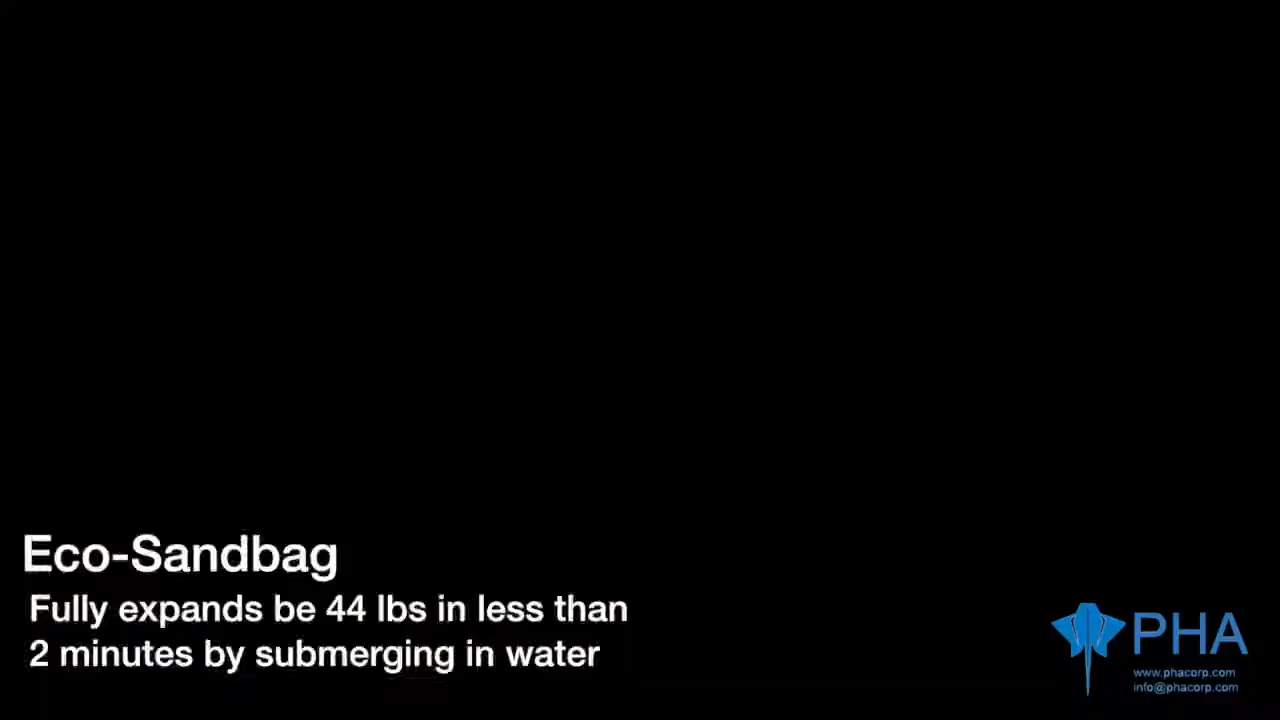 Eco-Sandbag
Fully expands be 44 lbs in less than
2 minutes by submerging in water
PHA
www.phacorp.com
info@phacorp.com